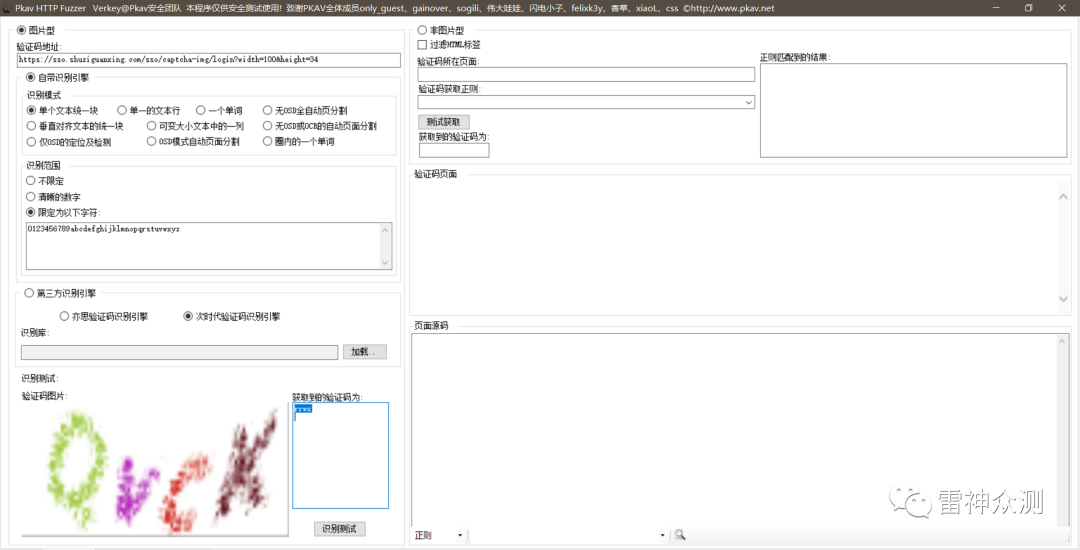 Pkav HTTP Fuzzer Verkey@Pkav安全团队 本程序仅供安全测试使用! 致谢PKAV全体成员only_guest、gainover、sogili、伟大娃娃、闪电小子、felixk3y、香草、xiaoL、css ©http://www.pkav.net
图片型
验证码地址:
https://sso.shuziguanxing.com/sso/captcha-img/login?width=100&height=34
自带识别引擎
识别模式
单个文本统一块 单一的文本行 一个单词 无OSD全自动页分割
垂直对齐文本的统一块 可变大小文本中的一列 无OSD或OCR的自动页面分割
仅OSD的定位及检测 OSD模式自动页面分割 圈内的一个单词
识别范围
不限定
清晰的数字
限定为以下字符:
0123456789abcdefghijklmnopqrstuvwxyz
第三方识别引擎
亦思验证码识别引擎 次时代验证码识别引擎
识别库:
加载..
识别测试:
验证码图片:
获取到的验证码为:
识别测试
非图片型
过滤HTML标签
验证码所在页面:
验证码获取正则:
测试获取
获取到的验证码为:
正则匹配到的结果:
验证码页面
页面源码
正则
雷神众测